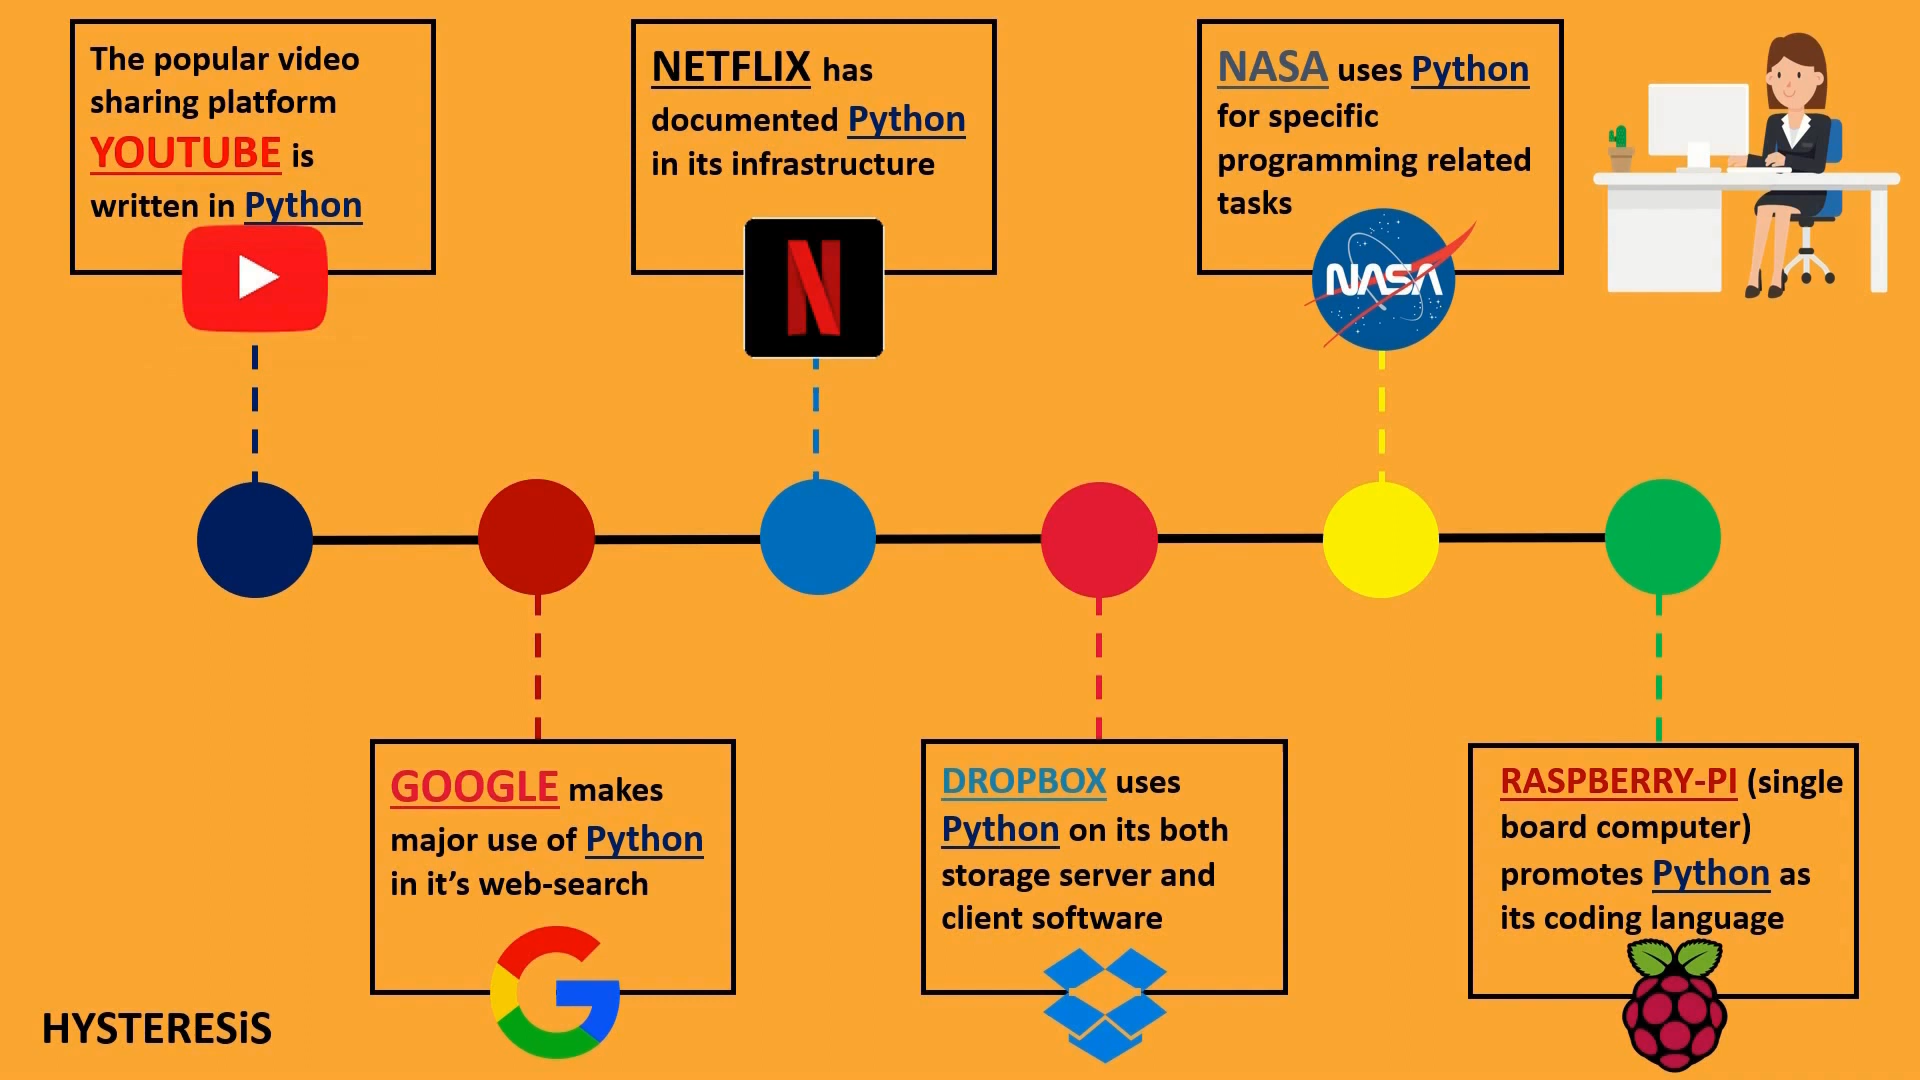 The popular video
sharing platform
YOUTUBE is
written in Python
NETFLIX has
documented Python
in its infrastructure
N
NASA uses Python
for specific
programming related
tasks
NASA
GOOGLE makes
major use of Python
in it’s web-search
G
DROPBOX uses
Python on its both
storage server and
client software
RASPBERRY-PI (single
board computer)
promotes Python as
its coding language
HYSTERESiS